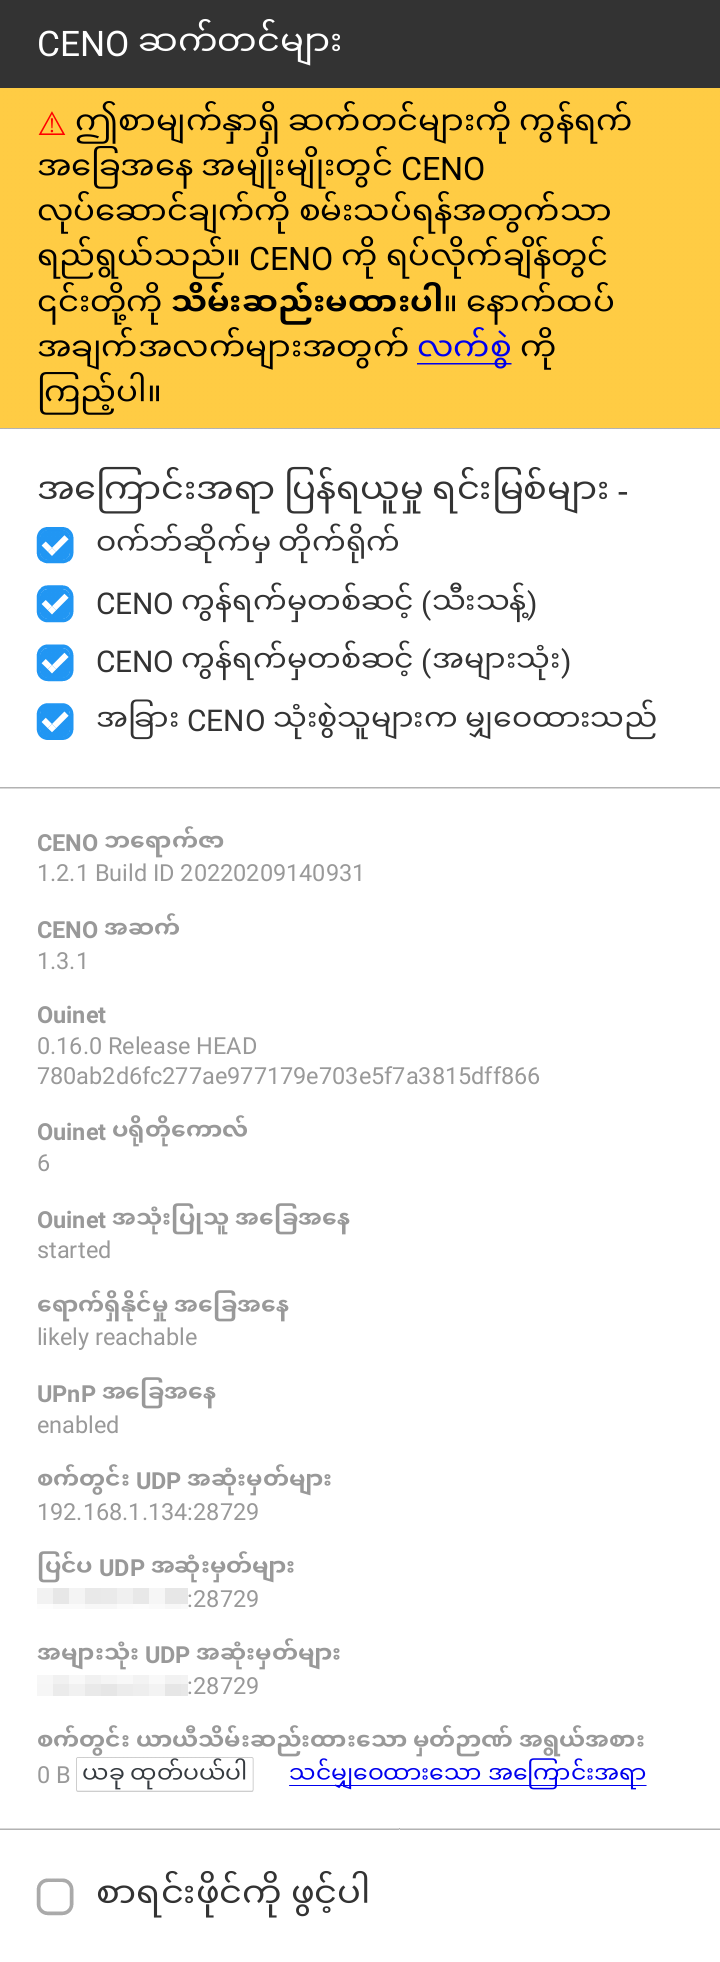 CENO ဆက်တင်များ
⚠ ဤစာမျက်နှာရှိ ဆက်တင်များကို ကွန်ရက်
အခြေအနေ အမျိုးမျိုးတွင် CENO
လုပ်ဆောင်ချက်ကို စမ်းသပ်ရန်အတွက်သာ
ရည်ရွယ်သည်။ CENO ကို ရပ်လိုက်ချိန်တွင်
၎င်းတို့ကို သိမ်းဆည်းမထားပါ။ နောက်ထပ်
အချက်အလက်များအတွက် လက်စွဲ ကို
ကြည့်ပါ။
အကြောင်းအရာ ပြန်ရယူမှု ရင်းမြစ်များ -
ဝက်ဘ်ဆိုက်မှ တိုက်ရိုက်
CENO ကွန်ရက်မှတစ်ဆင့် (သီးသန့်)
CENO ကွန်ရက်မှတစ်ဆင့် (အများသုံး)
အခြား CENO သုံးစွဲသူများက မျှဝေထားသည်
CENO ဘရောက်ဇာ
1.2.1 Build ID 20220209140931
CENO အဆက်
1.3.1
Ouinet
0.16.0 Release HEAD
780ab2d6fc277ae977179e703e5f7a3815dff866
Ouinet ပရိုတိုကောလ်
6
Ouinet အသုံးပြုသူ အခြေအနေ
started
ရောက်ရှိနိုင်မှု အခြေအနေ
likely reachable
UPnP အခြေအနေ
enabled
စက်တွင်း UDP အဆုံးမှတ်များ
192.168.1.134:28729
ပြင်ပ UDP အဆုံးမှတ်များ
:28729
အများသုံး UDP အဆုံးမှတ်များ
:28729
စက်တွင်း ယာယီသိမ်းဆည်းထားသော မှတ်ဉာဏ် အရွယ်အစား
0 B ယခု ထုတ်ပယ်ပါ သင်မျှဝေထားသော အကြောင်းအရာ
စာရင်းဖိုင်ကို ဖွင့်ပါ